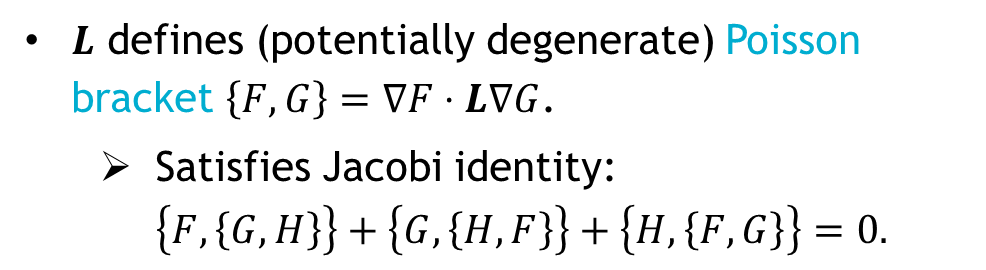 • L defines (potentially degenerate) Poisson
bracket {F, G} = ∇F · L∇G.
➢ Satisfies Jacobi identity:
{F, {G, H}} + {G, {H, F}} + {H, {F, G}} = 0.